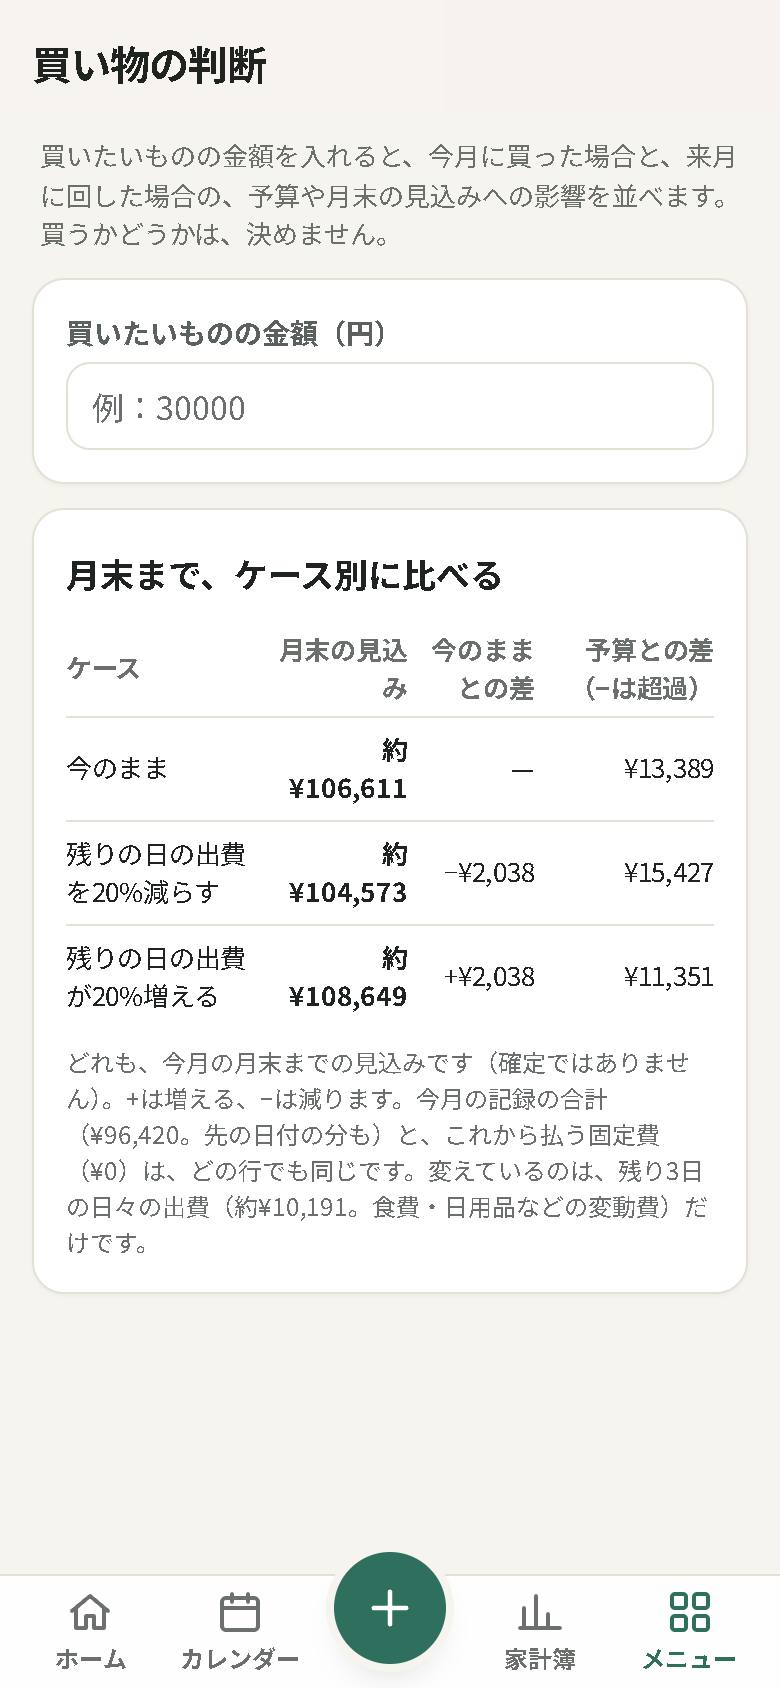 買い物の判断
買いたいものの金額を入れると、今月に買った場合と、来月
に回した場合の、予算や月末の見込みへの影響を並べます。
買うかどうかは、決めません。
買いたいものの金額（円）
例：30000
月末まで、ケース別に比べる
ケース 月末の見込み 今のままとの差 予算との差（−は超過）
今のまま 約¥106,611 — ¥13,389
残りの日の出費を20%減らす 約¥104,573 −¥2,038 ¥15,427
残りの日の出費が20%増える 約¥108,649 +¥2,038 ¥11,351
どれも、今月の月末までの見込みです（確定ではありませ
ん）。+は増える、−は減ります。今月の記録の合計
（¥96,420。先の日付の分も）と、これから払う固定費
（¥0）は、どの行でも同じです。変えているのは、残り3日
の日々の出費（約¥10,191。食費・日用品などの変動費）だ
けです。
ホーム カレンダー 家計簿 メニュー